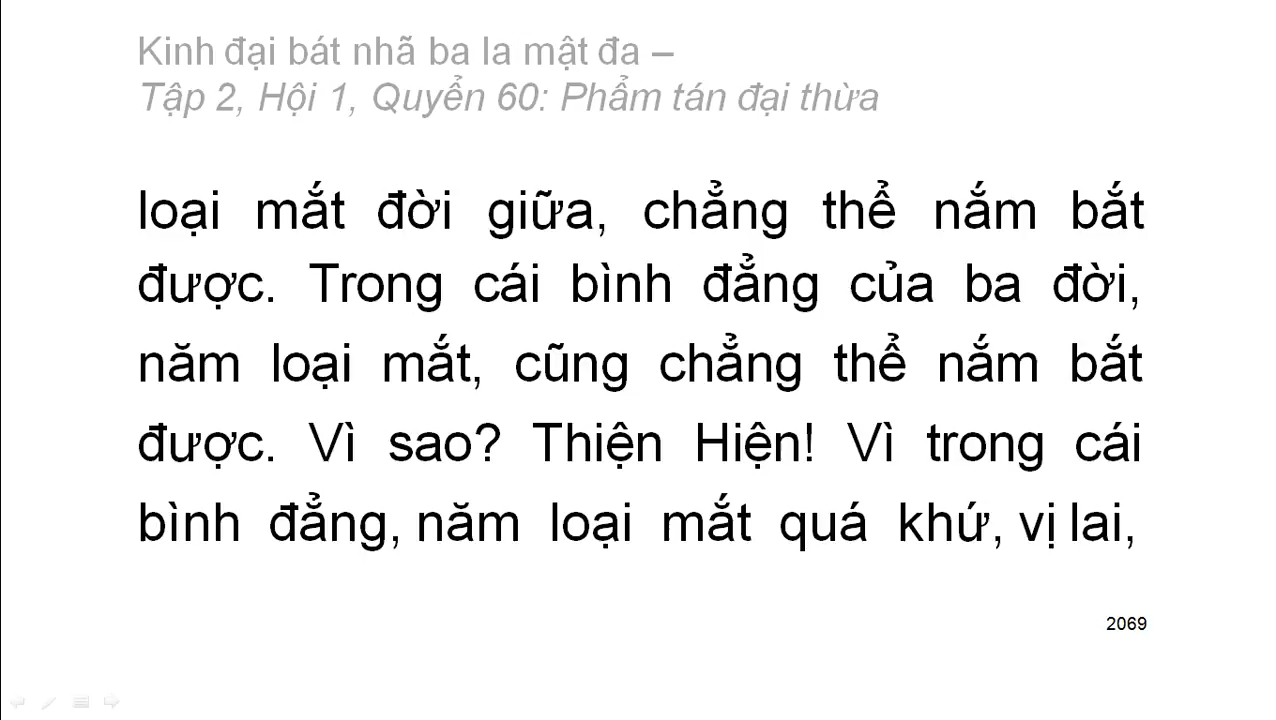 Kinh đại bát nhã ba la mật đa –
Tập 2, Hội 1, Quyển 60: Phẩm tán đại thừa
loại mắt đời giữa, chẳng thể nắm bắt
được. Trong cái bình đẳng của ba đời,
năm loại mắt, cũng chẳng thể nắm bắt
được. Vì sao? Thiện Hiện! Vì trong cái
bình đẳng, năm loại mắt quá khứ, vị lai,
2069